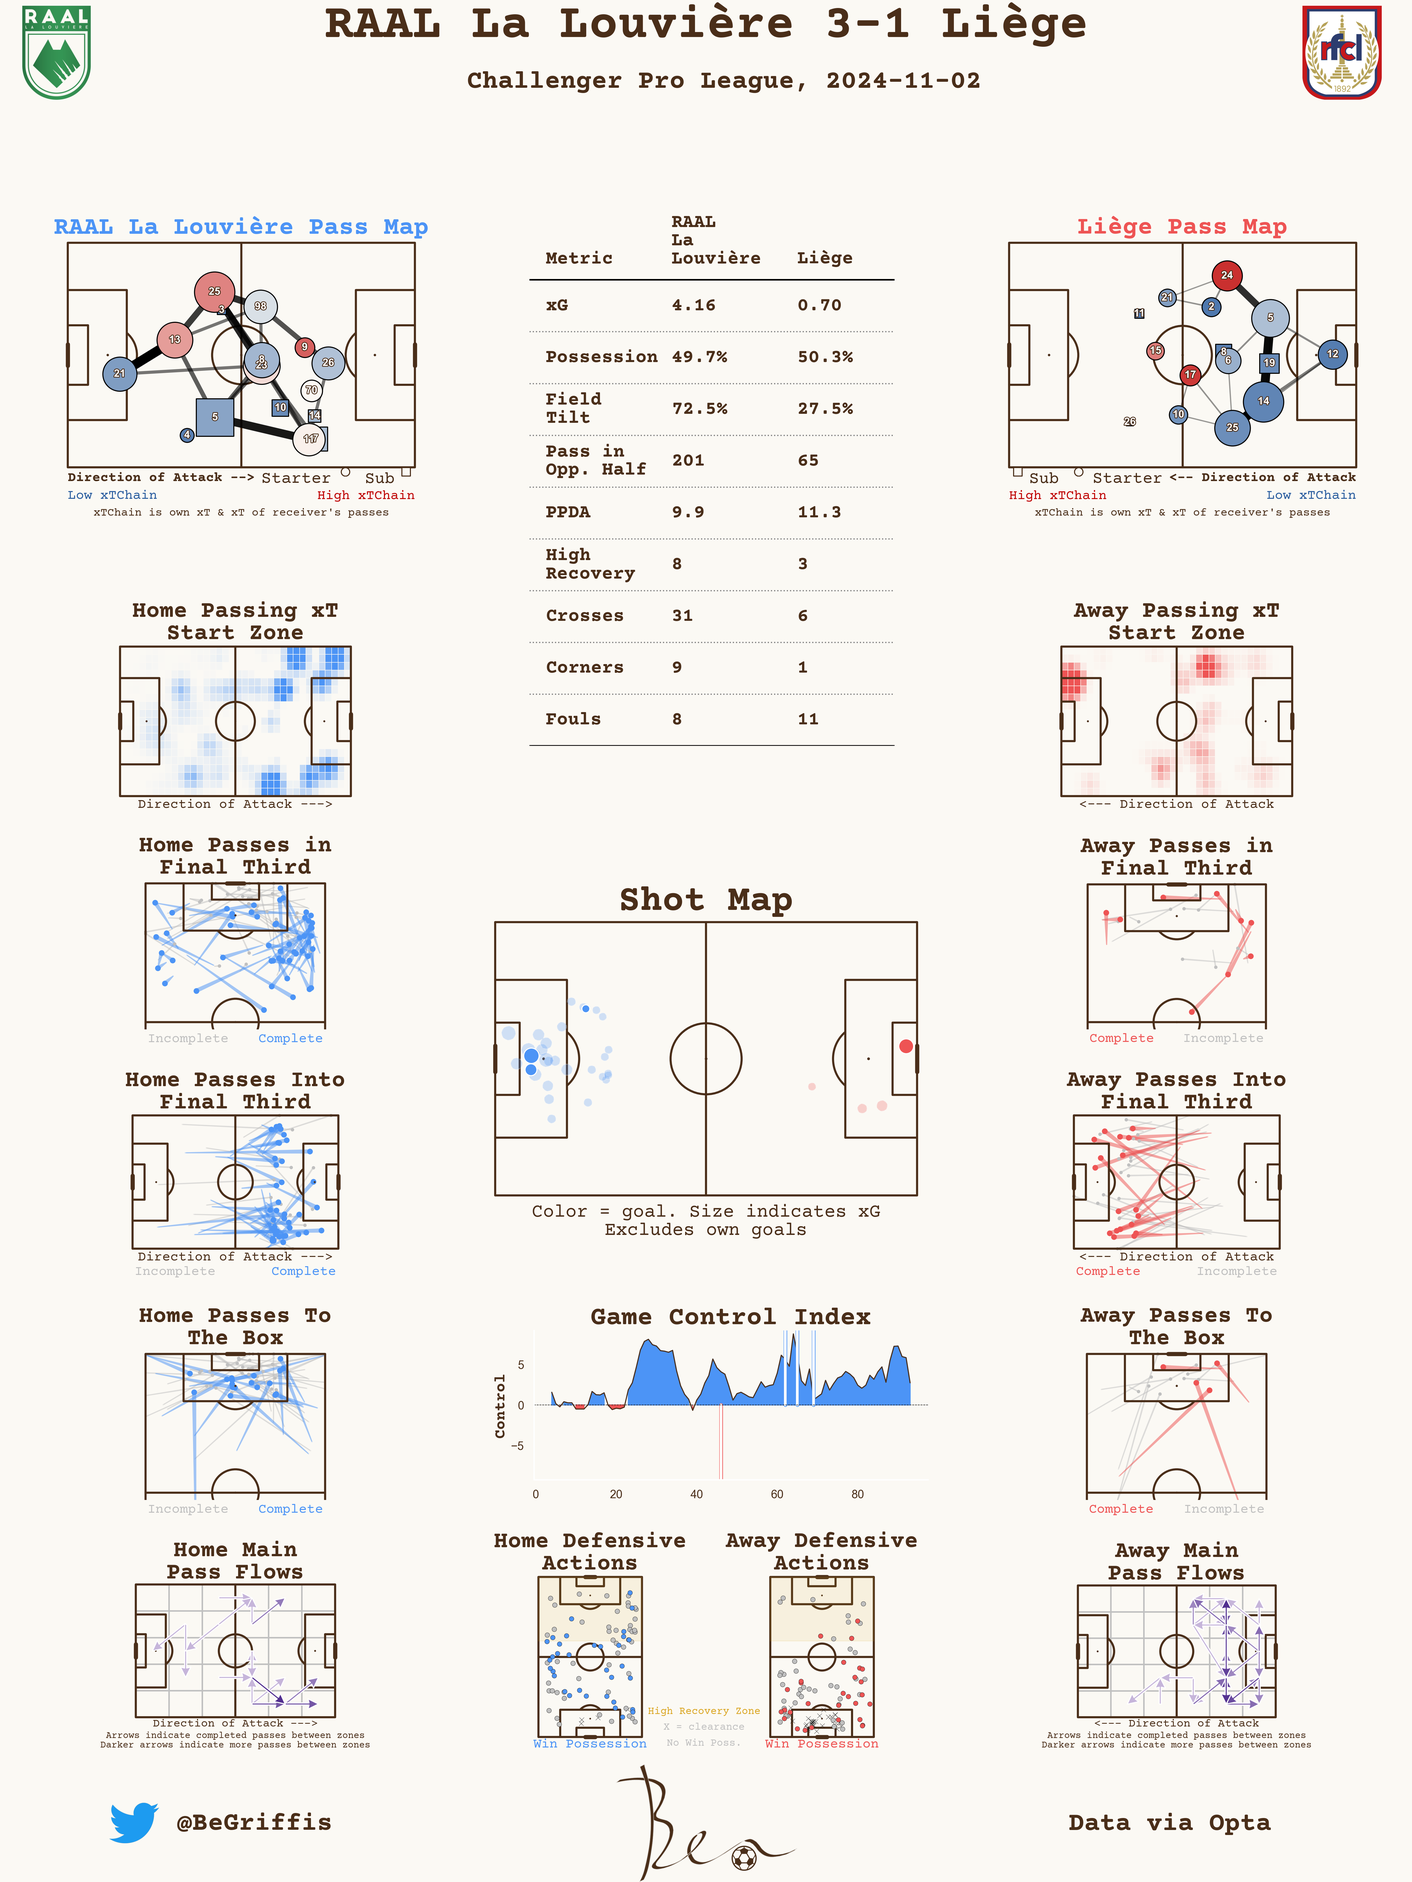 RAAL La Louvière 3-1 Liège
Challenger Pro League, 2024-11-02
RAAL
LA LOUVIÈRE
rfcl
1892
RAAL La Louvière Pass Map
25
3
98
13
9
8
23
26
21
70
10
14
5
4
117
Direction of Attack --> Starter Sub
Low xTChain High xTChain
xTChain is own xT & xT of receiver's passes
RAAL
La
Metric Louvière Liège
xG 4.16 0.70
Possession 49.7% 50.3%
Field
Tilt 72.5% 27.5%
Pass in
Opp. Half 201 65
PPDA 9.9 11.3
High
Recovery 8 3
Crosses 31 6
Corners 9 1
Fouls 8 11
Liège Pass Map
24
21
2
11
5
15
8
6
19
12
17
14
10
26
25
Sub Starter <-- Direction of Attack
High xTChain Low xTChain
xTChain is own xT & xT of receiver's passes
Home Passing xT
Start Zone
Direction of Attack --->
Away Passing xT
Start Zone
<--- Direction of Attack
Home Passes in
Final Third
Incomplete Complete
Away Passes in
Final Third
Complete Incomplete
Shot Map
Color = goal. Size indicates xG
Excludes own goals
Home Passes Into
Final Third
Direction of Attack --->
Incomplete Complete
Away Passes Into
Final Third
<--- Direction of Attack
Complete Incomplete
Home Passes To
The Box
Incomplete Complete
Game Control Index
Control
5
0
−5
0 20 40 60 80
Away Passes To
The Box
Complete Incomplete
Home Main
Pass Flows
Direction of Attack --->
Arrows indicate completed passes between zones
Darker arrows indicate more passes between zones
Home Defensive
Actions
Win Possession
Away Defensive
Actions
Win Possession
High Recovery Zone
X = clearance
No Win Poss.
Away Main
Pass Flows
<--- Direction of Attack
Arrows indicate completed passes between zones
Darker arrows indicate more passes between zones
@BeGriffis
Ben
Data via Opta